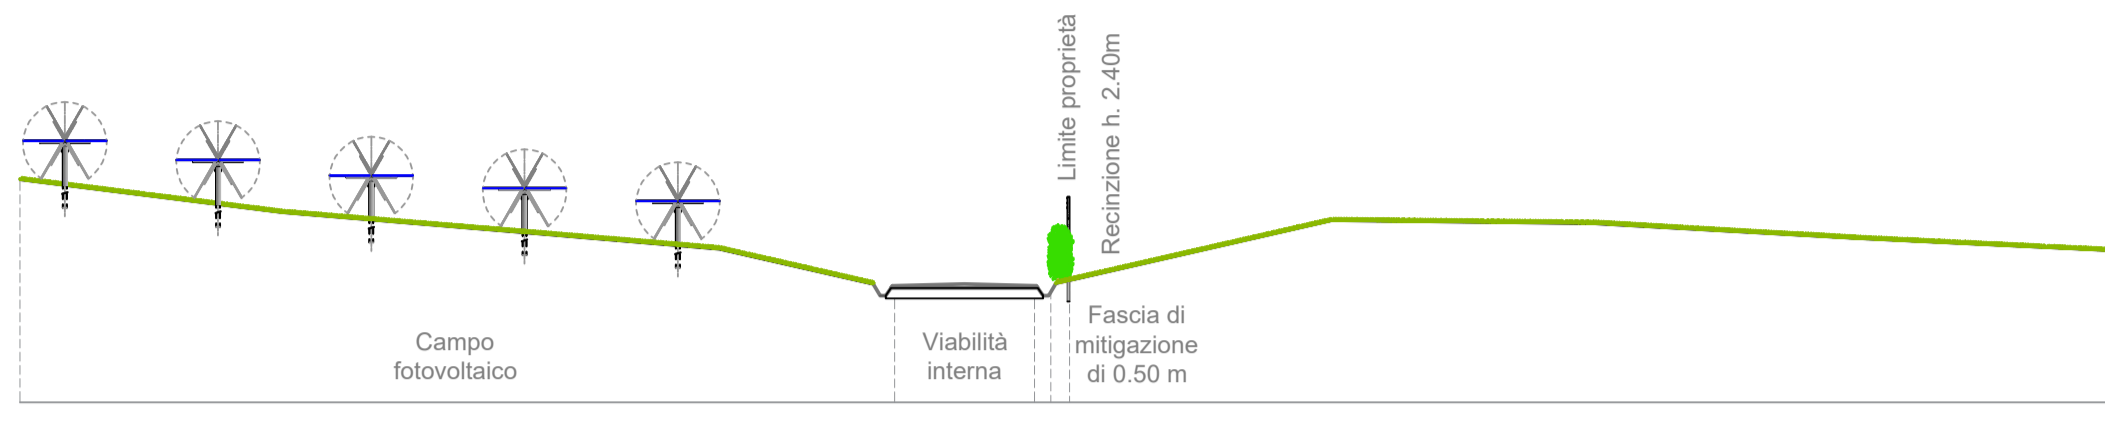 Campo
fotovoltaico
Viabilità
interna
Limite proprietà
Recinzione h. 2.40m
Fascia di
mitigazione
di 0.50 m